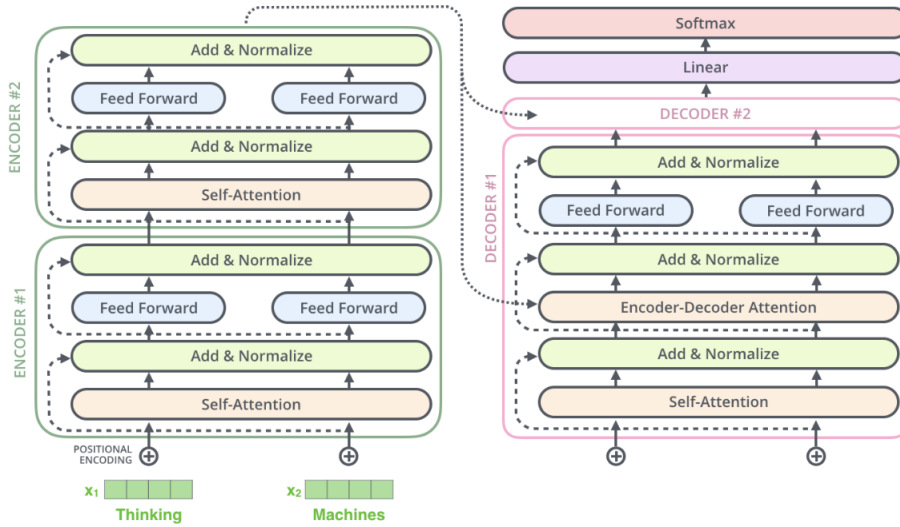 ENCODER #2
Add & Normalize
Feed Forward
Feed Forward
Add & Normalize
Self-Attention
ENCODER #1
Add & Normalize
Feed Forward
Feed Forward
Add & Normalize
Self-Attention
POSITIONAL
ENCODING
x1
x2
Thinking
Machines
Softmax
Linear
DECODER #2
DECODER #1
Add & Normalize
Feed Forward
Feed Forward
Add & Normalize
Encoder-Decoder Attention
Add & Normalize
Self-Attention